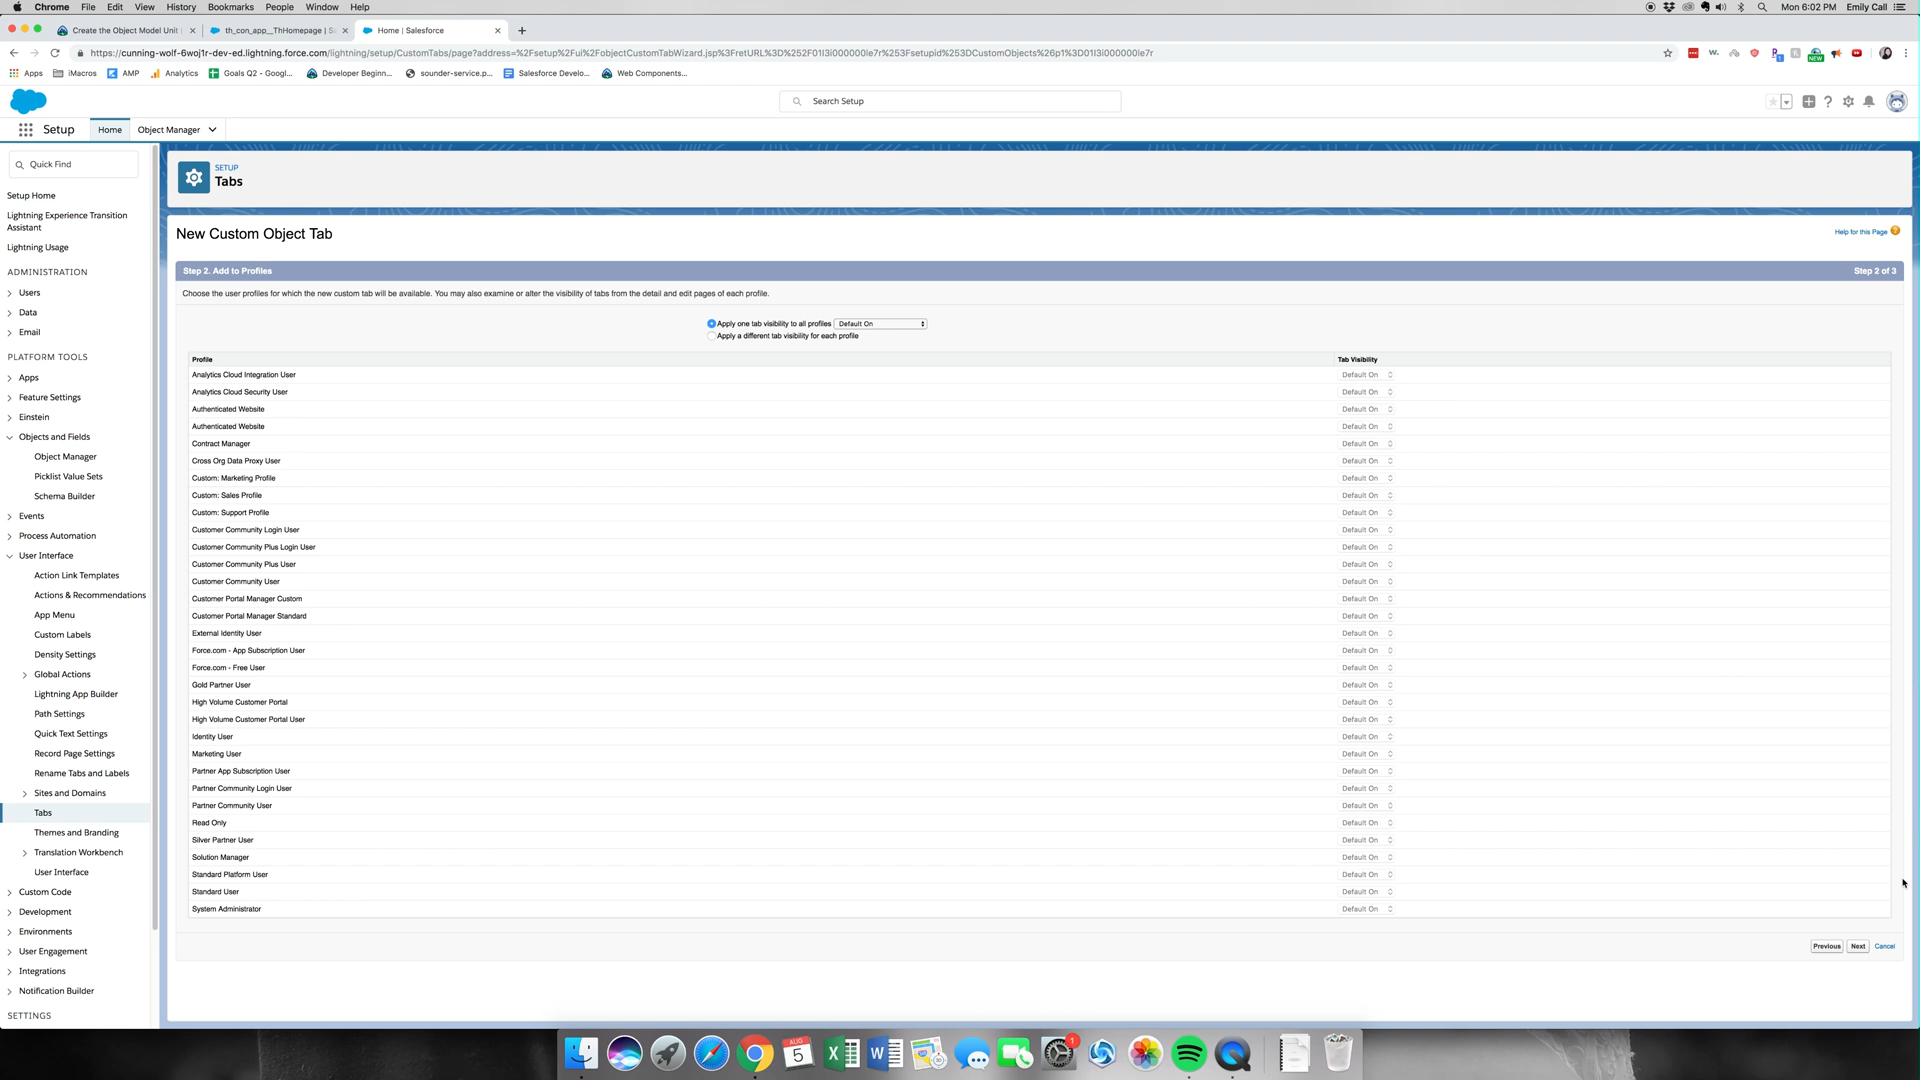 Chrome File Edit View History Bookmarks People Window Help
Mon 6:02 PM Emily Call
Create the Object Model Unit
th_con_app__ThHomepage | S
Home | Salesforce
https://cunning-wolf-6woj1r-dev-ed.lightning.force.com/lightning/setup/CustomTabs/page?address=%2Fsetup%2Fui%2FobjectCustomTabWizard.jsp%3FretURL%3D%252F01I3i000000le7r%253Fsetupid%253DCustomObjects%26p1%3D01I3i000000le7r
Apps iMacros AMP Analytics Goals Q2 - Googl... Developer Beginn... sounder-service.p... Salesforce Develo... Web Components...
NEW
Search Setup
Setup Home Object Manager
Quick Find
Setup Home
Lightning Experience Transition
Assistant
Lightning Usage
ADMINISTRATION
Users
Data
Email
PLATFORM TOOLS
Apps
Feature Settings
Einstein
Objects and Fields
Object Manager
Picklist Value Sets
Schema Builder
Events
Process Automation
User Interface
Action Link Templates
Actions & Recommendations
App Menu
Custom Labels
Density Settings
Global Actions
Lightning App Builder
Path Settings
Quick Text Settings
Record Page Settings
Rename Tabs and Labels
Sites and Domains
Tabs
Themes and Branding
Translation Workbench
User Interface
Custom Code
Development
Environments
User Engagement
Integrations
Notification Builder
SETTINGS
SETUP
Tabs
New Custom Object Tab
Help for this Page
Step 2. Add to Profiles Step 2 of 3
Choose the user profiles for which the new custom tab will be available. You may also examine or alter the visibility of tabs from the detail and edit pages of each profile.
Apply one tab visibility to all profiles Default On
Apply a different tab visibility for each profile
Profile Tab Visibility
Analytics Cloud Integration User Default On
Analytics Cloud Security User Default On
Authenticated Website Default On
Authenticated Website Default On
Contract Manager Default On
Cross Org Data Proxy User Default On
Custom: Marketing Profile Default On
Custom: Sales Profile Default On
Custom: Support Profile Default On
Customer Community Login User Default On
Customer Community Plus Login User Default On
Customer Community Plus User Default On
Customer Community User Default On
Customer Portal Manager Custom Default On
Customer Portal Manager Standard Default On
External Identity User Default On
Force.com - App Subscription User Default On
Force.com - Free User Default On
Gold Partner User Default On
High Volume Customer Portal Default On
High Volume Customer Portal User Default On
Identity User Default On
Marketing User Default On
Partner App Subscription User Default On
Partner Community Login User Default On
Partner Community User Default On
Read Only Default On
Silver Partner User Default On
Solution Manager Default On
Standard Platform User Default On
Standard User Default On
System Administrator Default On
Previous Next Cancel
AUG
5
1